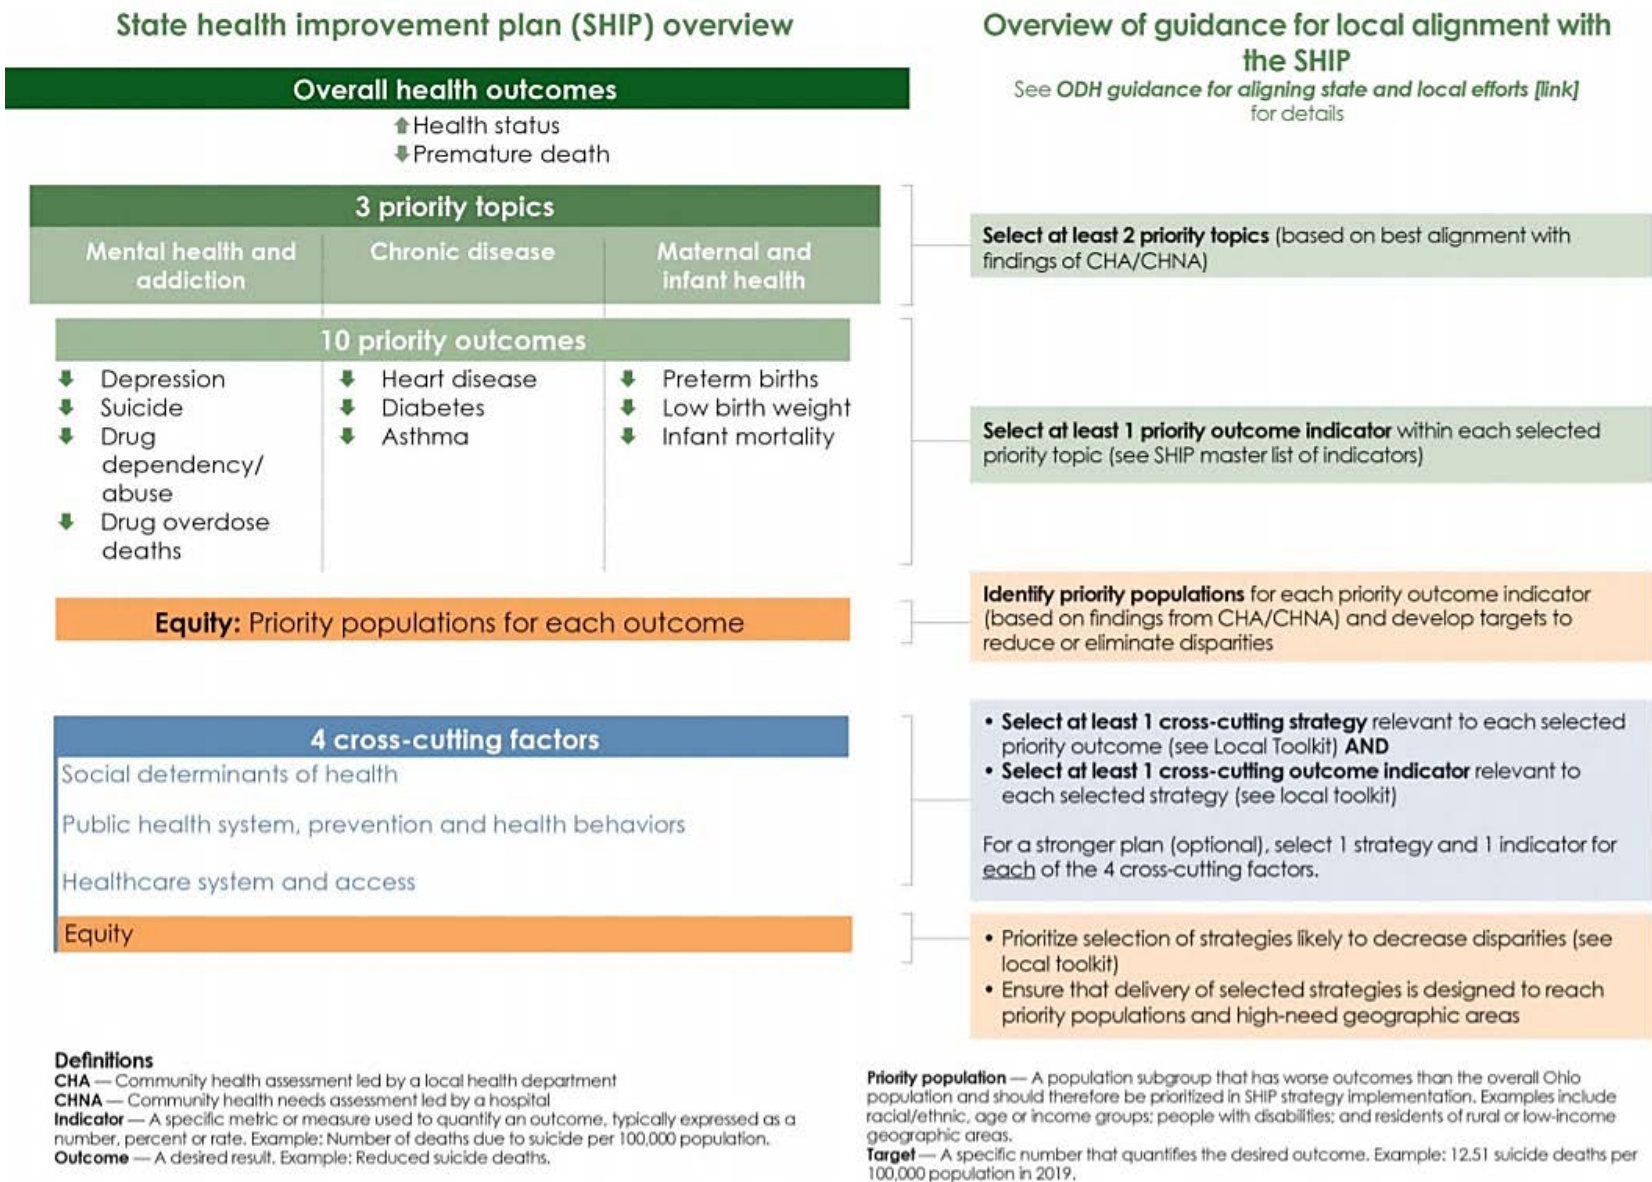 State health improvement plan (SHIP) overview
Overall health outcomes
Health status
Premature death
3 priority topics
Mental health and
addiction
Chronic disease
Maternal and
infant health
10 priority outcomes
Depression
Suicide
Drug
dependency/
abuse
Drug overdose
deaths
Heart disease
Diabetes
Asthma
Preterm births
Low birth weight
Infant mortality
Equity: Priority populations for each outcome
4 cross-cutting factors
Social determinants of health
Public health system, prevention and health behaviors
Healthcare system and access
Equity
Overview of guidance for local alignment with
the SHIP
See ODH guidance for aligning state and local efforts [link]
for details
Select at least 2 priority topics (based on best alignment with
findings of CHA/CHNA)
Select at least 1 priority outcome indicator within each selected
priority topic (see SHIP master list of indicators)
Identify priority populations for each priority outcome indicator
(based on findings from CHA/CHNA) and develop targets to
reduce or eliminate disparities
• Select at least 1 cross-cutting strategy relevant to each selected
priority outcome (see Local Toolkit) AND
• Select at least 1 cross-cutting outcome indicator relevant to
each selected strategy (see local toolkit)
For a stronger plan (optional), select 1 strategy and 1 indicator for
each of the 4 cross-cutting factors.
• Prioritize selection of strategies likely to decrease disparities (see
local toolkit)
• Ensure that delivery of selected strategies is designed to reach
priority populations and high-need geographic areas
Definitions
CHA — Community health assessment led by a local health department
CHNA — Community health needs assessment led by a hospital
Indicator — A specific metric or measure used to quantify an outcome, typically expressed as a
number, percent or rate. Example: Number of deaths due to suicide per 100,000 population.
Outcome — A desired result. Example: Reduced suicide deaths.
Priority population — A population subgroup that has worse outcomes than the overall Ohio
population and should therefore be prioritized in SHIP strategy implementation. Examples include
racial/ethnic, age or income groups; people with disabilities; and residents of rural or low-income
geographic areas.
Target — A specific number that quantifies the desired outcome. Example: 12.51 suicide deaths per
100,000 population in 2019.